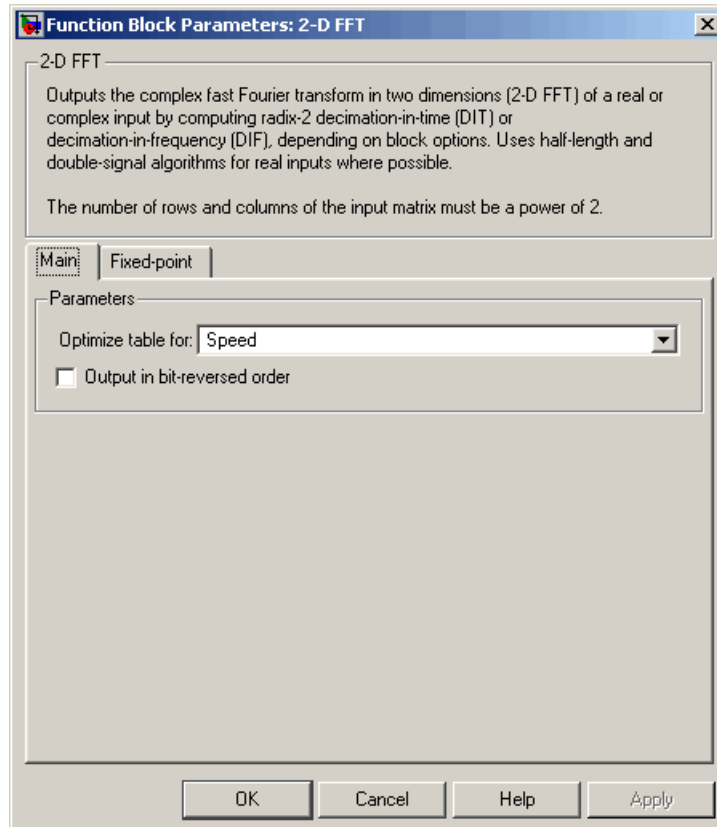 Function Block Parameters: 2-D FFT
2-D FFT
Outputs the complex fast Fourier transform in two dimensions (2-D FFT) of a real or
complex input by computing radix-2 decimation-in-time (DIT) or
decimation-in-frequency (DIF), depending on block options. Uses half-length and
double-signal algorithms for real inputs where possible.
The number of rows and columns of the input matrix must be a power of 2.
Main Fixed-point
Parameters
Optimize table for: Speed
Output in bit-reversed order
OK Cancel Help Apply